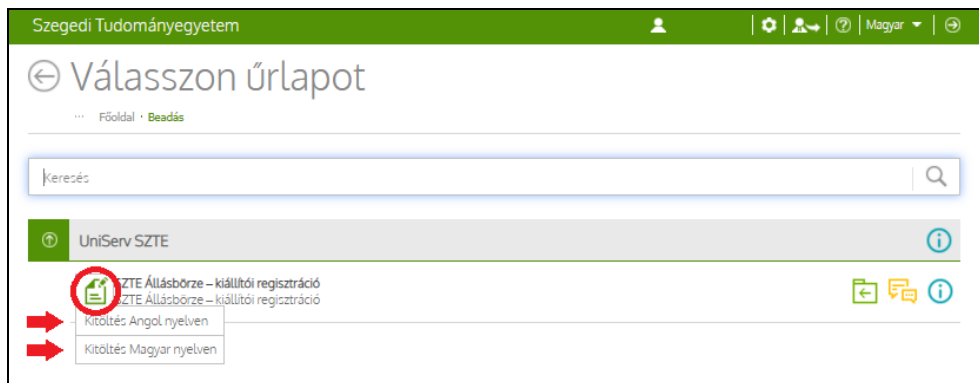 Szegedi Tudományegyetem
Magyar
Válasszon űrlapot
... Főoldal · Beadás
Keresés
UniServ SZTE
SZTE Állásbörze – kiállítói regisztráció
SZTE Állásbörze – kiállítói regisztráció
Kitöltés Angol nyelven
Kitöltés Magyar nyelven